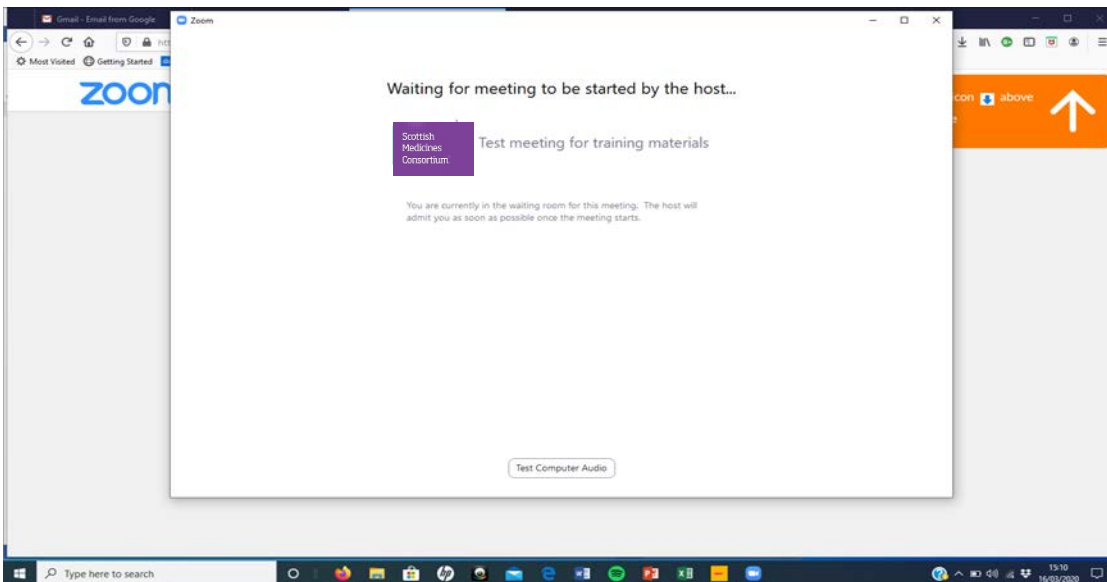 Gmail - Email from Google
Zoom
Most Visited
Getting Started
zoom
icon
above
Waiting for meeting to be started by the host...
Scottish
Medicines
Consortium
Test meeting for training materials
You are currently in the waiting room for this meeting. The host will
admit you as soon as possible once the meeting starts.
Test Computer Audio
Type here to search
15:10
16/03/2020